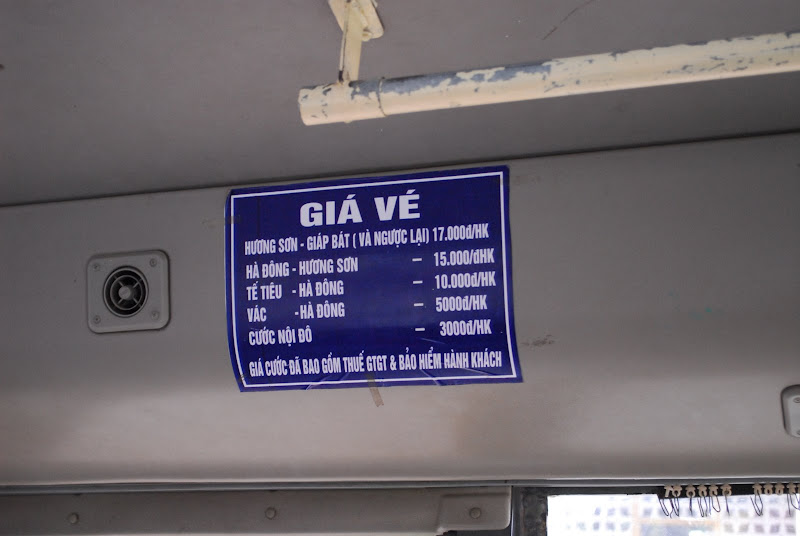 GIÁ VÉ
HƯƠNG SƠN - GIÁP BÁT ( VÀ NGƯỢC LẠI) 17.000đ/HK
HÀ ĐÔNG - HƯƠNG SƠN – 15.000/đHK
TẾ TIÊU - HÀ ĐÔNG – 10.000đ/HK
VÁC - HÀ ĐÔNG – 5000đ/HK
CƯỚC NỘI ĐÔ – 3000đ/HK
GIÁ CƯỚC ĐÃ BAO GỒM THUẾ GTGT & BẢO HIỂM HÀNH KHÁCH